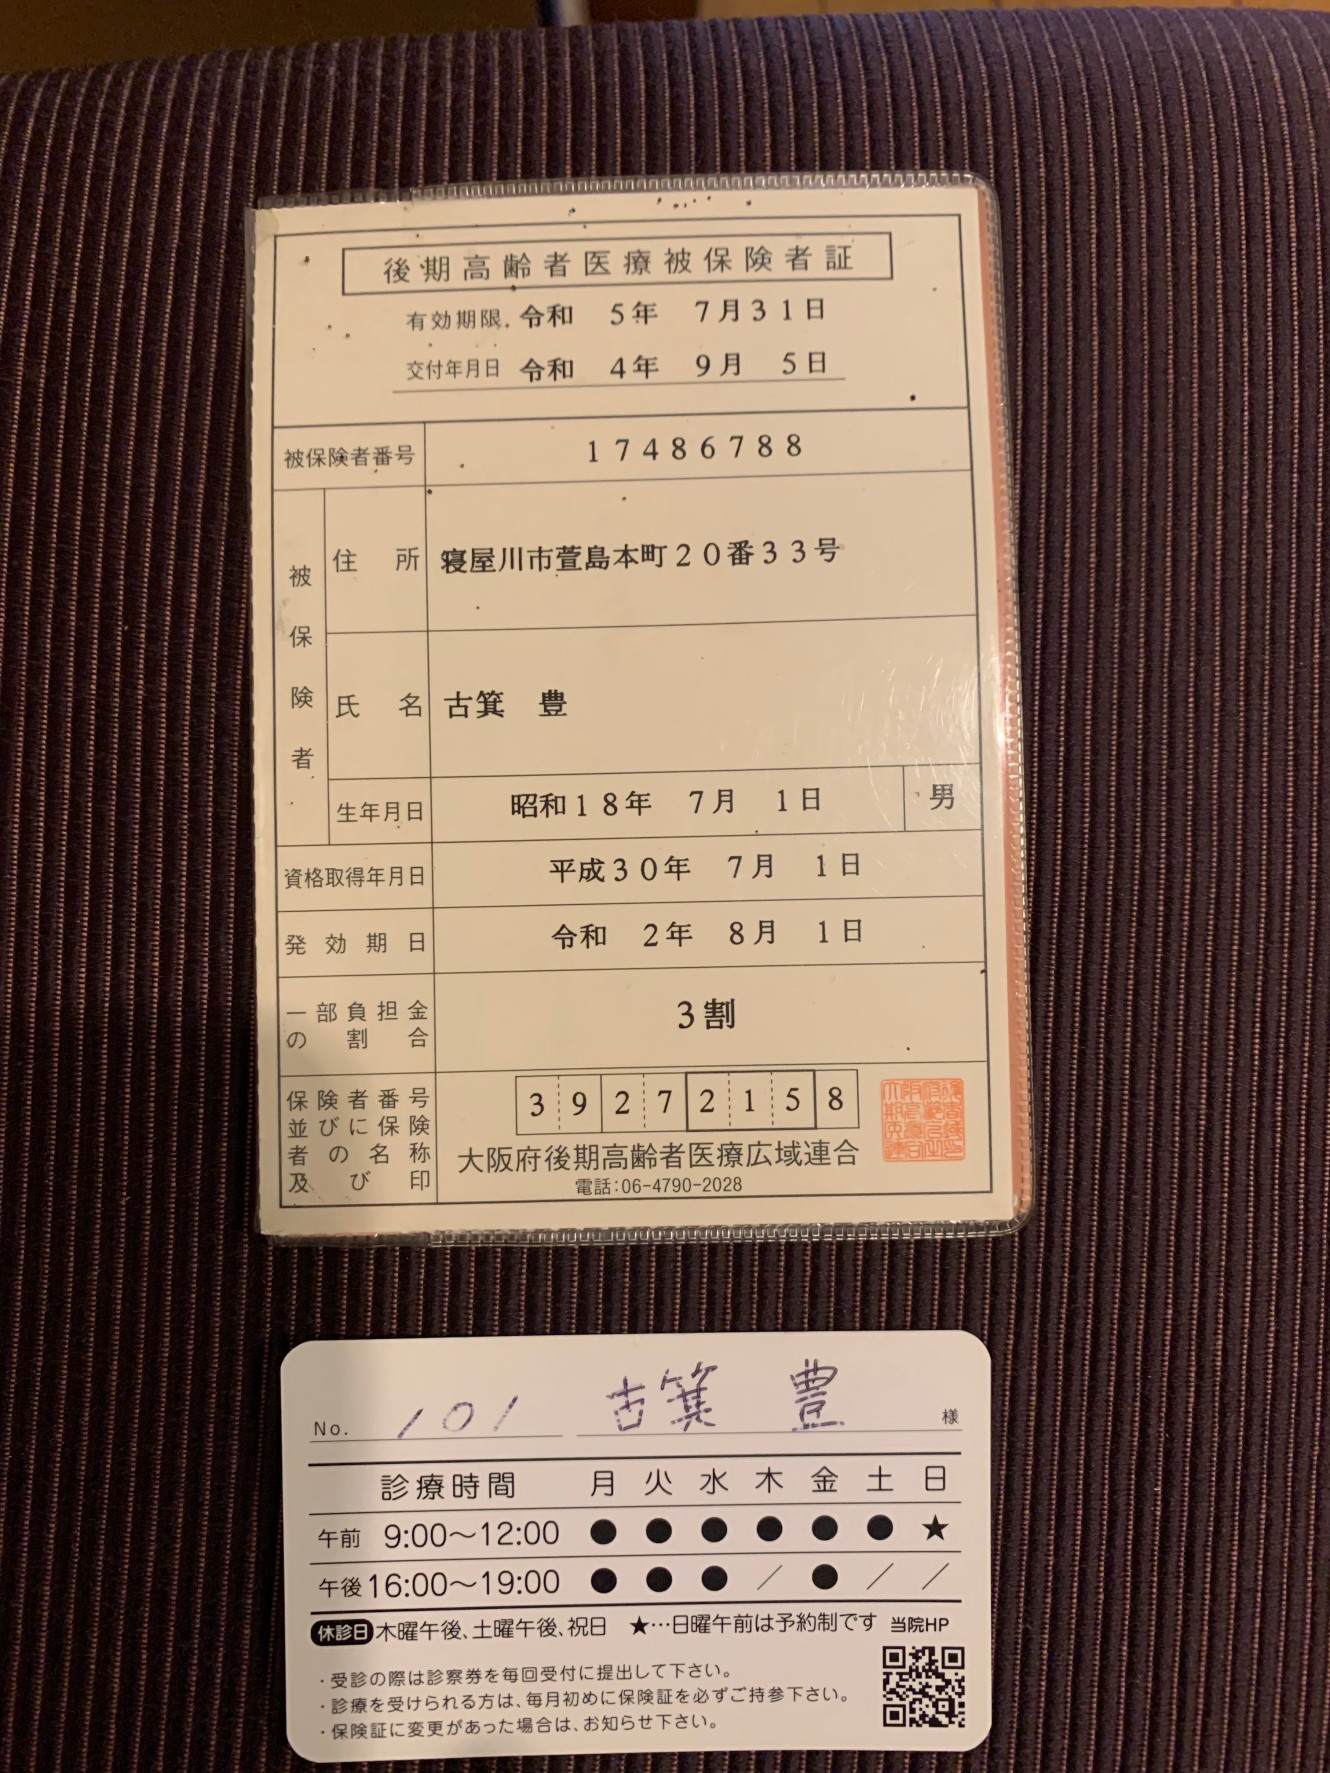 後期高齢者医療被保険者証
有効期限 令和 5年 7月31日
交付年月日 令和 4年 9月 5日
被保険者番号 17486788
被保険者
住所 寝屋川市萱島本町20番33号
氏名 古箕 豊
生年月日 昭和18年 7月 1日 男
資格取得年月日 平成30年 7月 1日
発効期日 令和 2年 8月 1日
一部負担金の割合 3割
保険者番号並びに保険者の名称及び印 39272158
大阪府後期高齢者医療広域連合
電話:06-4790-2028
No. 101 古箕 豊 様
診療時間 月 火 水 木 金 土 日
午前 9:00〜12:00 ● ● ● ● ● ● ★
午後 16:00〜19:00 ● ● ● ／ ● ／ ／
休診日 木曜午後、土曜午後、祝日 ★…日曜午前は予約制です 当院HP
・受診の際は診察券を毎回受付に提出して下さい。
・診療を受けられる方は、毎月初めに保険証を必ずご持参下さい。
・保険証に変更があった場合は、お知らせ下さい。